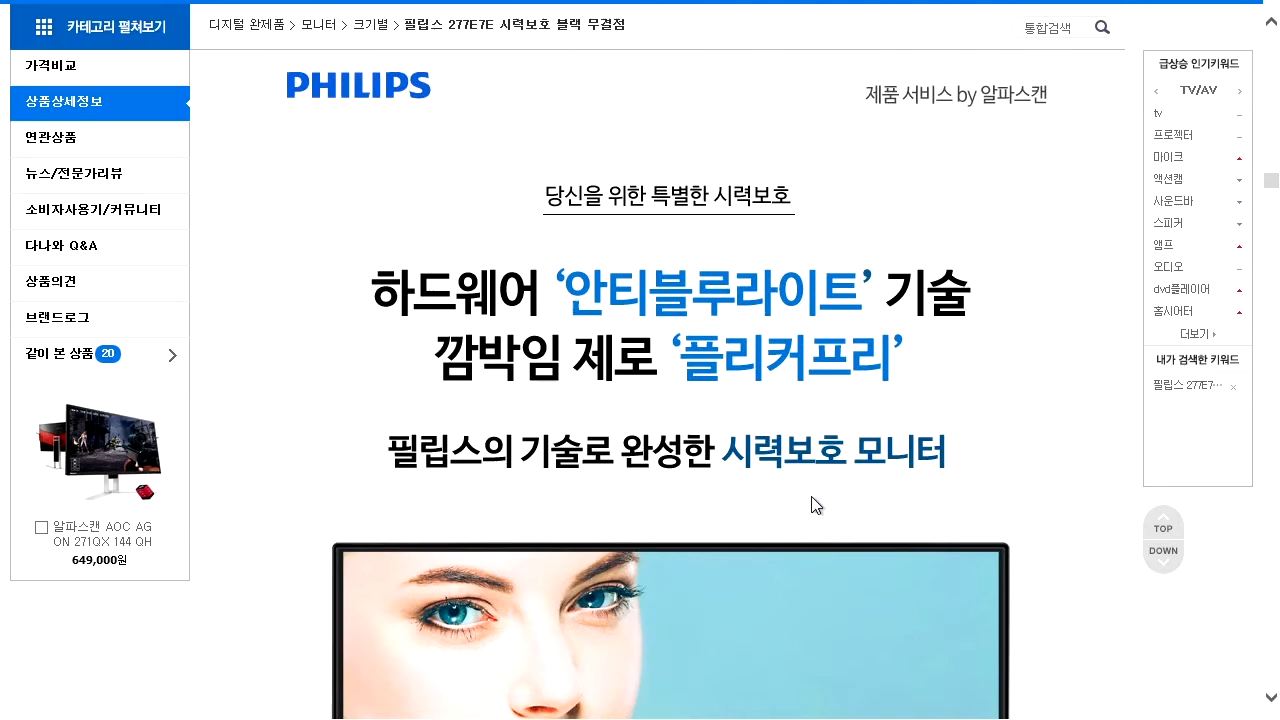 카테고리 펼쳐보기
디지털 완제품 > 모니터 > 크기별 > 필립스 277E7E 시력보호 블랙 무결점
통합검색
가격비교
상품상세정보
연관상품
뉴스/전문가리뷰
소비자사용기/커뮤니티
다나와 Q&A
상품의견
브랜드로그
같이 본 상품 20
알파스캔 AOC AG
ON 271QX 144 QH
649,000원
PHILIPS
제품 서비스 by 알파스캔
당신을 위한 특별한 시력보호
하드웨어 ‘안티블루라이트’ 기술
깜박임 제로 ‘플리커프리’
필립스의 기술로 완성한 시력보호 모니터
급상승 인기키워드
TV/AV
tv
프로젝터
마이크
액션캠
사운드바
스피커
앰프
오디오
dvd플레이어
홈시어터
더보기
내가 검색한 키워드
필립스 277E7…
TOP
DOWN